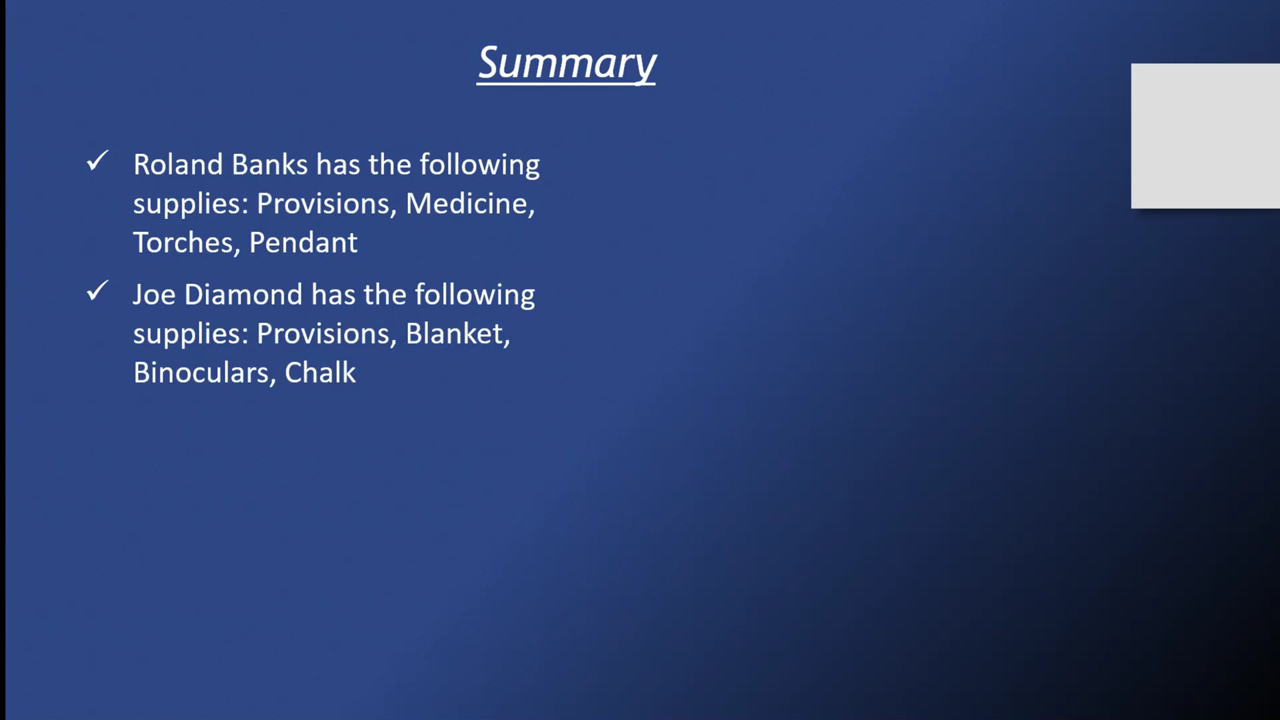 Summary
✓ Roland Banks has the following
supplies: Provisions, Medicine,
Torches, Pendant
✓ Joe Diamond has the following
supplies: Provisions, Blanket,
Binoculars, Chalk